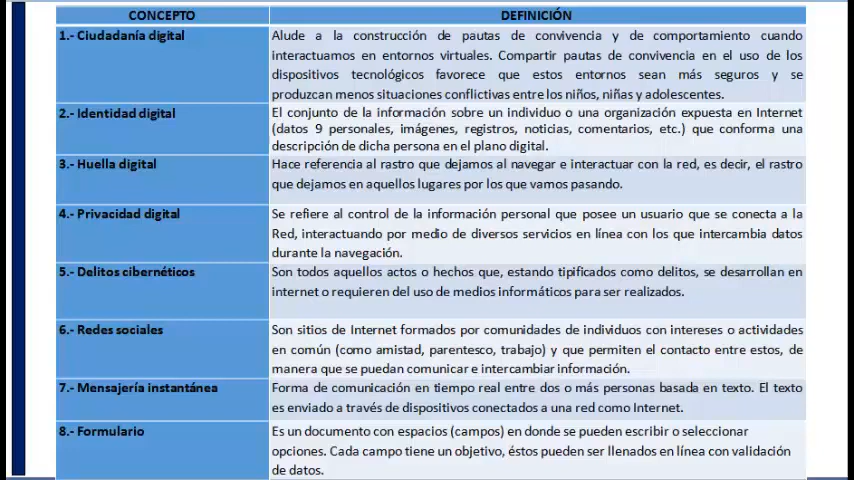 CONCEPTO DEFINICIÓN
1.- Ciudadanía digital
Alude a la construcción de pautas de convivencia y de comportamiento cuando
interactuamos en entornos virtuales. Compartir pautas de convivencia en el uso de los
dispositivos tecnológicos favorece que estos entornos sean más seguros y se
produzcan menos situaciones conflictivas entre los niños, niñas y adolescentes.
2.- Identidad digital
El conjunto de la información sobre un individuo o una organización expuesta en Internet
(datos 9 personales, imágenes, registros, noticias, comentarios, etc.) que conforma una
descripción de dicha persona en el plano digital.
3.- Huella digital
Hace referencia al rastro que dejamos al navegar e interactuar con la red, es decir, el rastro
que dejamos en aquellos lugares por los que vamos pasando.
4.- Privacidad digital
Se refiere al control de la información personal que posee un usuario que se conecta a la
Red, interactuando por medio de diversos servicios en línea con los que intercambia datos
durante la navegación.
5.- Delitos cibernéticos
Son todos aquellos actos o hechos que, estando tipificados como delitos, se desarrollan en
internet o requieren del uso de medios informáticos para ser realizados.
6.- Redes sociales
Son sitios de Internet formados por comunidades de individuos con intereses o actividades
en común (como amistad, parentesco, trabajo) y que permiten el contacto entre estos, de
manera que se puedan comunicar e intercambiar información.
7.- Mensajería instantánea
Forma de comunicación en tiempo real entre dos o más personas basada en texto. El texto
es enviado a través de dispositivos conectados a una red como Internet.
8.- Formulario
Es un documento con espacios (campos) en donde se pueden escribir o seleccionar
opciones. Cada campo tiene un objetivo, éstos pueden ser llenados en línea con validación
de datos.